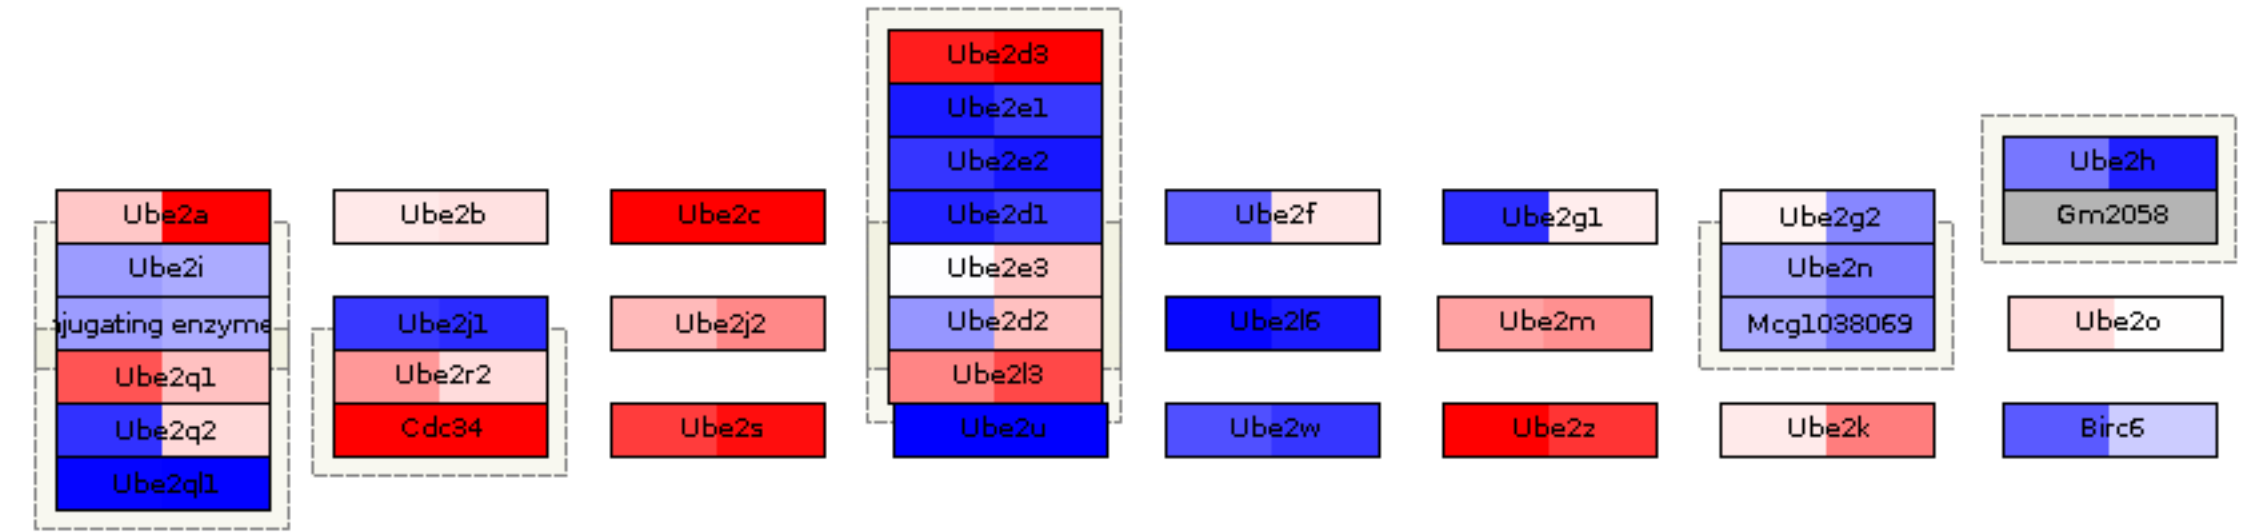 Ube2a
Ube2i
jugating enzyme
Ube2q1
Ube2q2
Ube2ql1
Ube2b
Ube2j1
Ube2r2
Cdc34
Ube2c
Ube2j2
Ube2s
Ube2d3
Ube2e1
Ube2e2
Ube2d1
Ube2e3
Ube2d2
Ube2l3
Ube2u
Ube2f
Ube2l6
Ube2w
Ube2g1
Ube2m
Ube2z
Ube2g2
Ube2n
Mcg1038069
Ube2k
Ube2h
Gm2058
Ube2o
Birc6